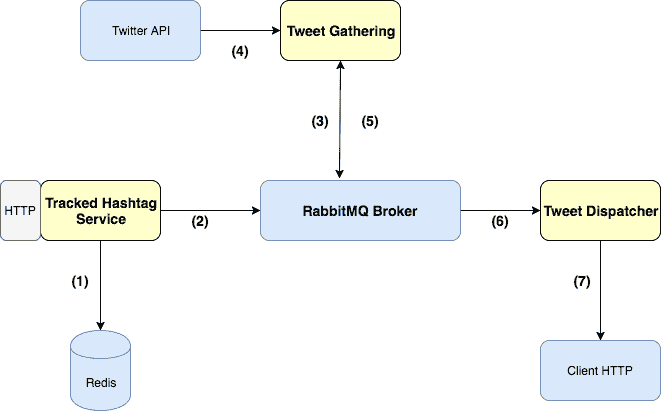 Twitter API
(4)
Tweet Gathering
(3)
(5)
HTTP
Tracked Hashtag
Service
(2)
RabbitMQ Broker
(6)
Tweet Dispatcher
(1)
(7)
Redis
Client HTTP